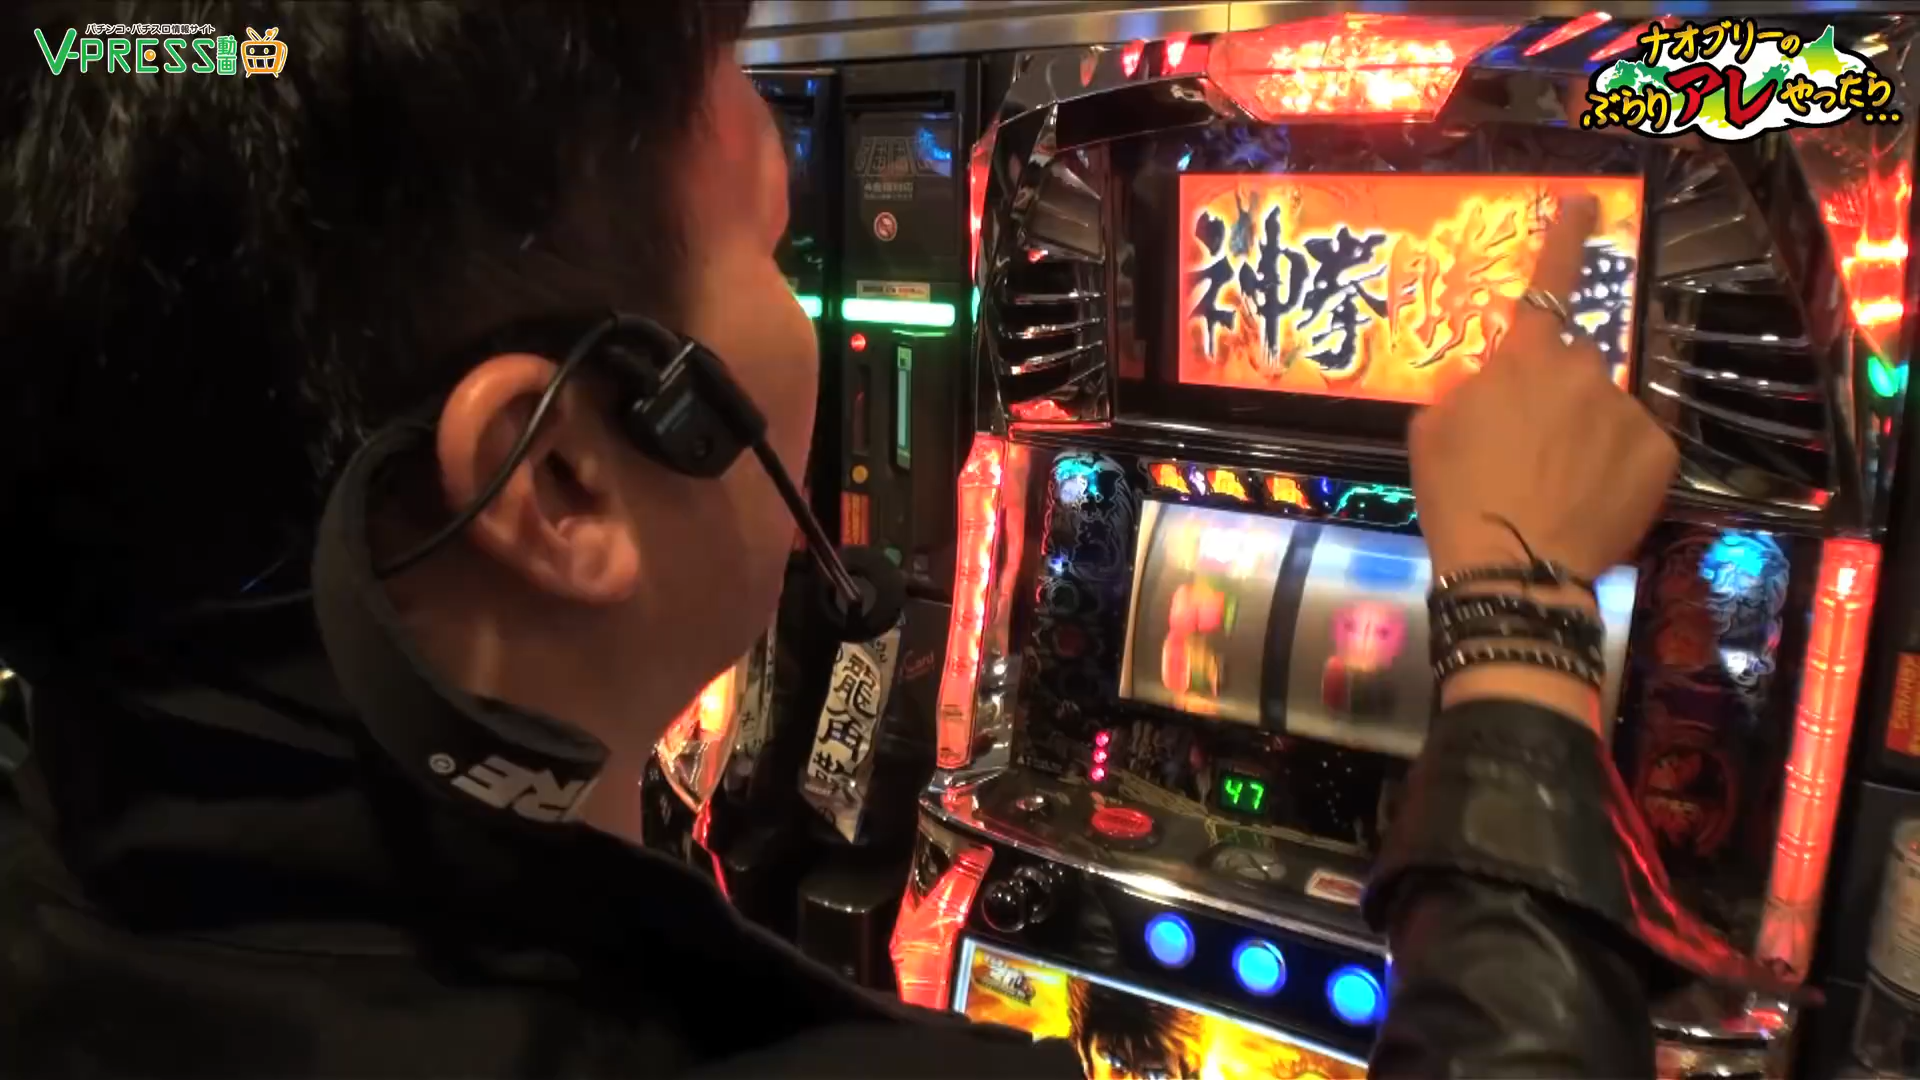 パチンコ・パチスロ情報サイト
V-PRESS動画
ナオブリーの
ぶらりアレやったら...
神拳勝舞
龍角散
47
RE